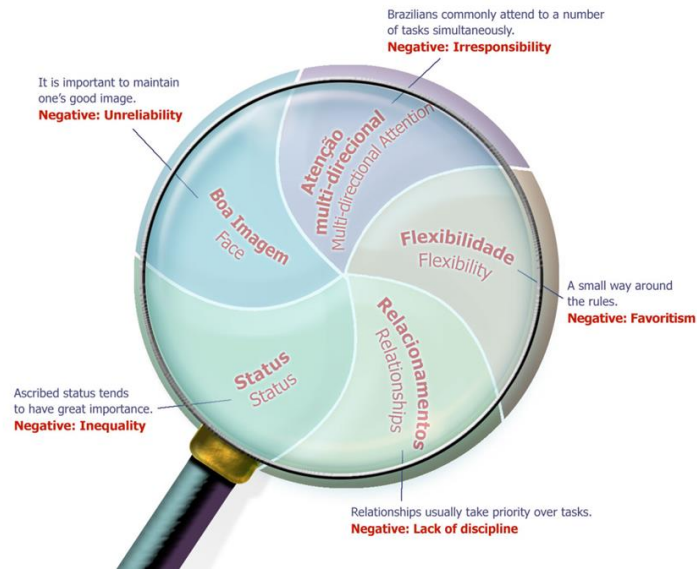 Brazilians commonly attend to a number
of tasks simultaneously.
Negative: Irresponsibility
It is important to maintain
one's good image.
Negative: Unreliability
Atenção
multi-direcional
Multi-directional Attention
Boa Imagem
Face
Flexibilidade
Flexibility
A small way around
the rules.
Negative: Favoritism
Relacionamentos
Relationships
Status
Status
Ascribed status tends
to have great importance.
Negative: Inequality
Relationships usually take priority over tasks.
Negative: Lack of discipline